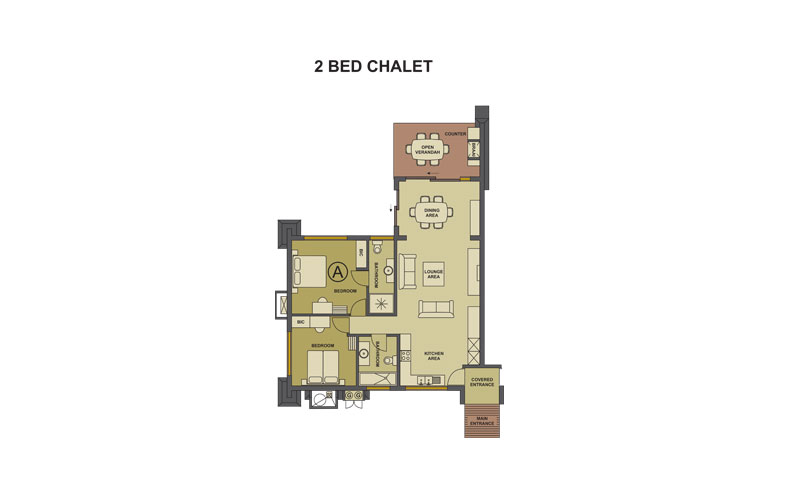 2 BED CHALET
COUNTER
OPEN
VERANDAH
BRAAI
DINING
AREA
BIC
BATHROOM
LOUNGE
AREA
A
BEDROOM
BIC
BEDROOM
BATHROOM
KITCHEN
AREA
COVERED
ENTRANCE
G G
MAIN
ENTRANCE